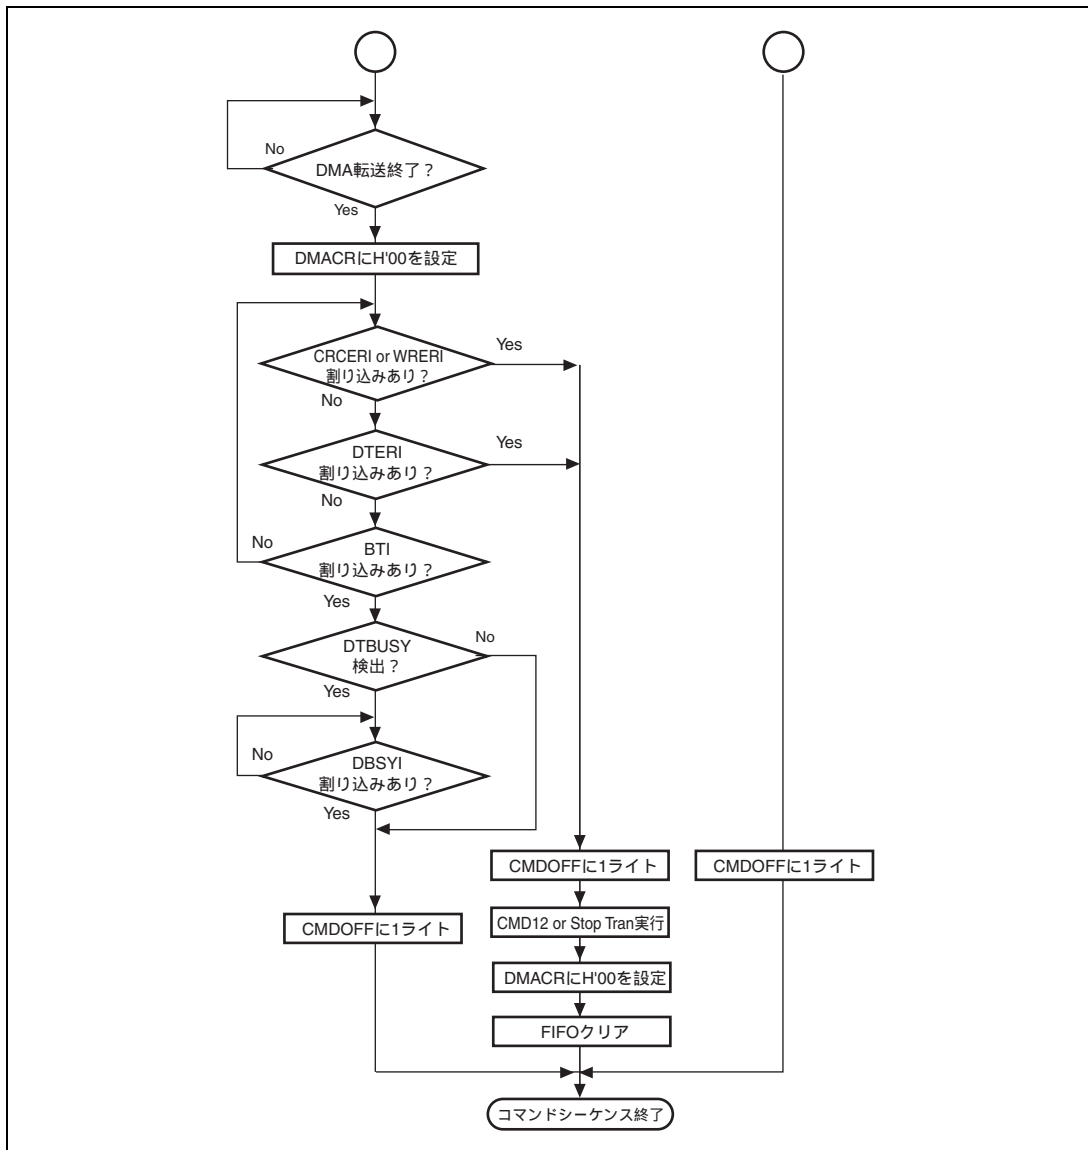 No
DMA転送終了？
Yes
DMACRにH'00を設定
CRCERI or WRERI
割り込みあり？
Yes
No
DTERI
割り込みあり？
Yes
No
BTI
割り込みあり？
No
Yes
DTBUSY
検出？
No
Yes
DBSYI
割り込みあり？
No
Yes
CMDOFFに1ライト
CMDOFFに1ライト
CMDOFFに1ライト
CMD12 or Stop Tran実行
DMACRにH'00を設定
FIFOクリア
コマンドシーケンス終了